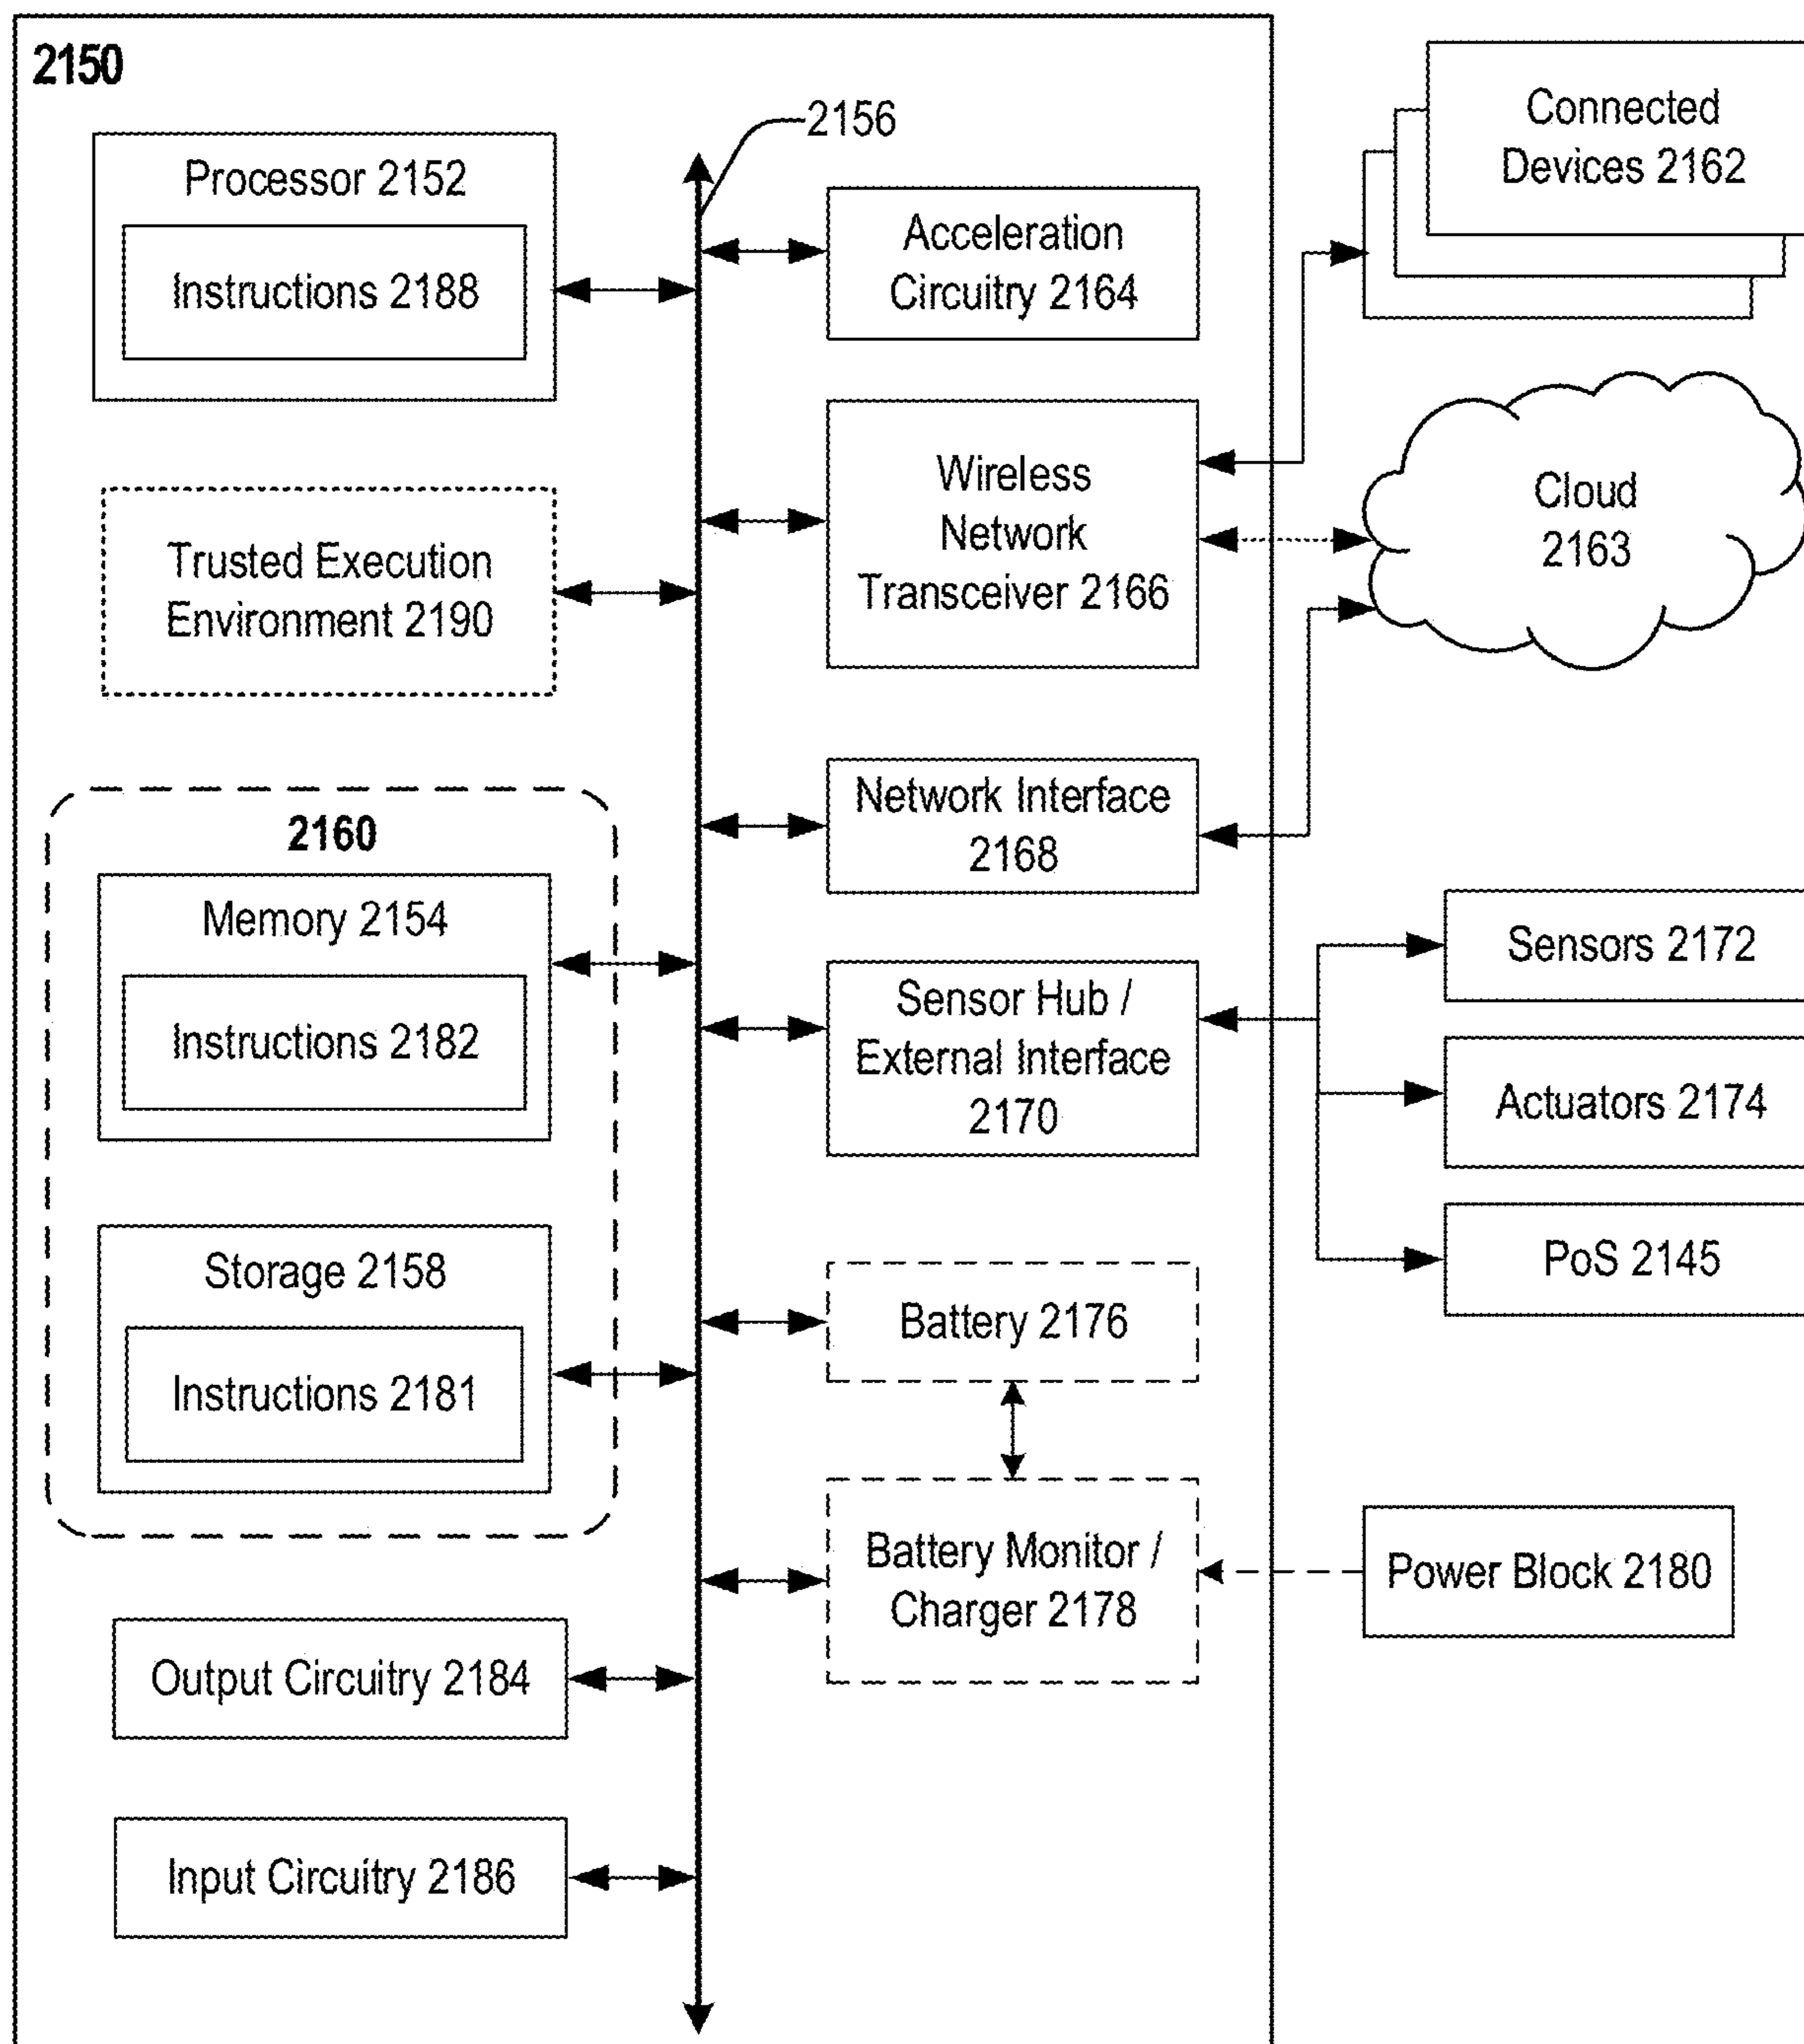 2150
2156
Processor 2152
Instructions 2188
Trusted Execution
Environment 2190
2160
Memory 2154
Instructions 2182
Storage 2158
Instructions 2181
Output Circuitry 2184
Input Circuitry 2186
Acceleration
Circuitry 2164
Wireless
Network
Transceiver 2166
Network Interface
2168
Sensor Hub /
External Interface
2170
Battery 2176
Battery Monitor /
Charger 2178
Connected
Devices 2162
Cloud
2163
Sensors 2172
Actuators 2174
PoS 2145
Power Block 2180